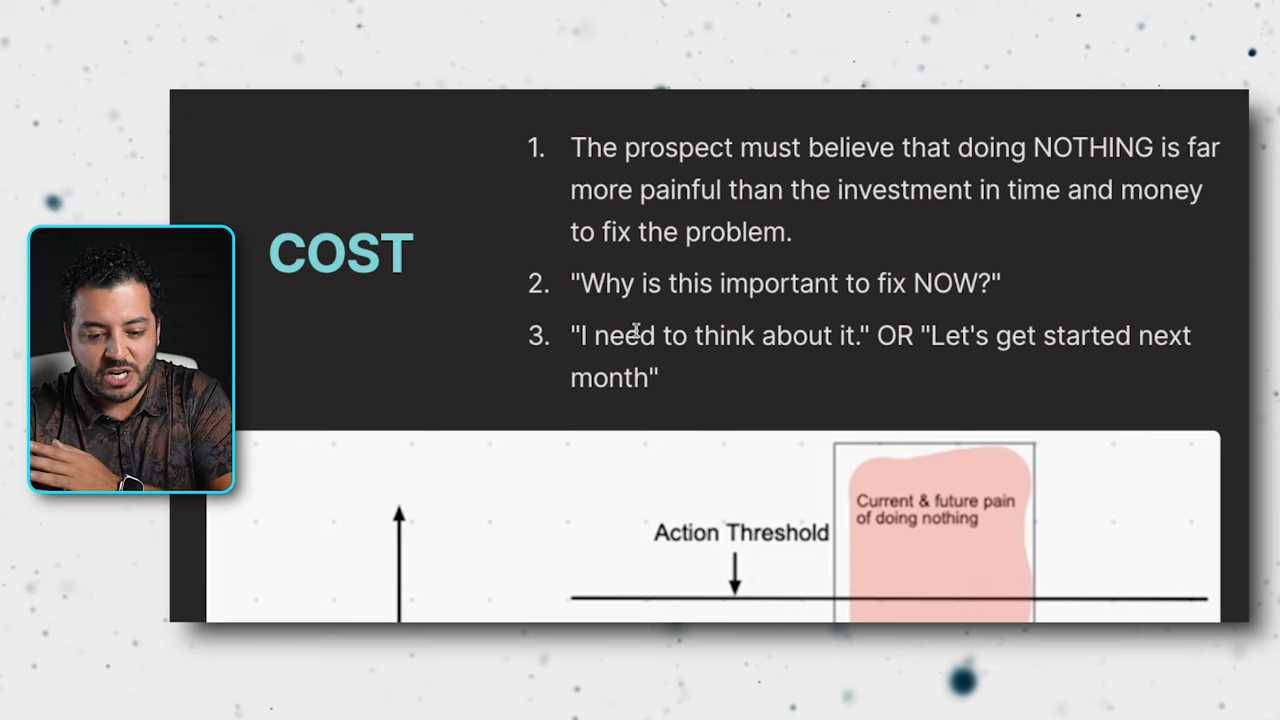 COST
1. The prospect must believe that doing NOTHING is far
more painful than the investment in time and money
to fix the problem.
2. "Why is this important to fix NOW?"
3. "I need to think about it." OR "Let's get started next
month"
Action Threshold
Current & future pain
of doing nothing